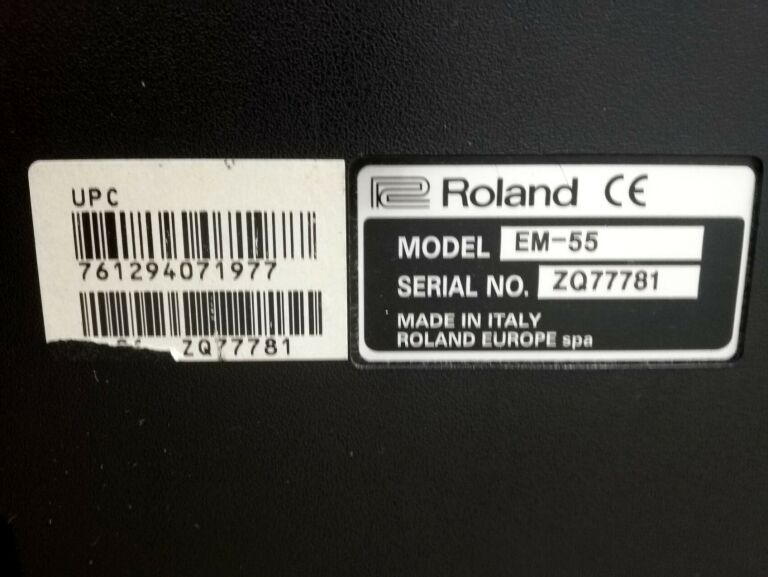 UPC
761294071977
ZQ77781
Roland CE
MODEL EM-55
SERIAL NO. ZQ77781
MADE IN ITALY
ROLAND EUROPE spa